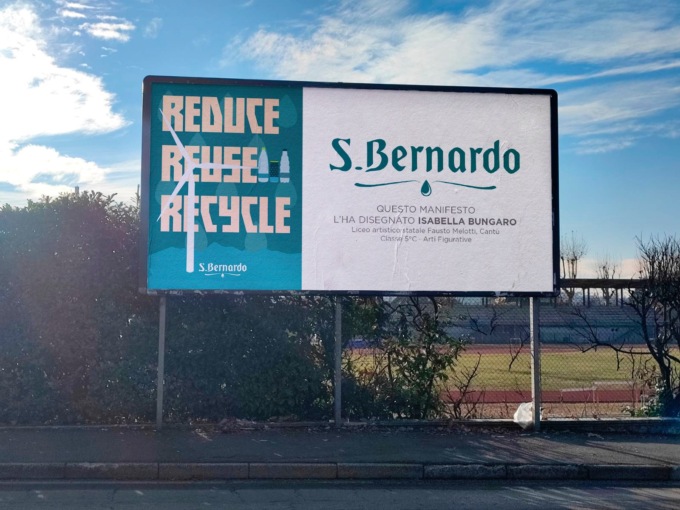 REDUCE
REUSE
RECYCLE
S.Bernardo
S.Bernardo
QUESTO MANIFESTO
L'HA DISEGNATO ISABELLA BUNGARO
Liceo artistico statale Fausto Melotti, Cantù
Classe 5°C - Arti Figurative